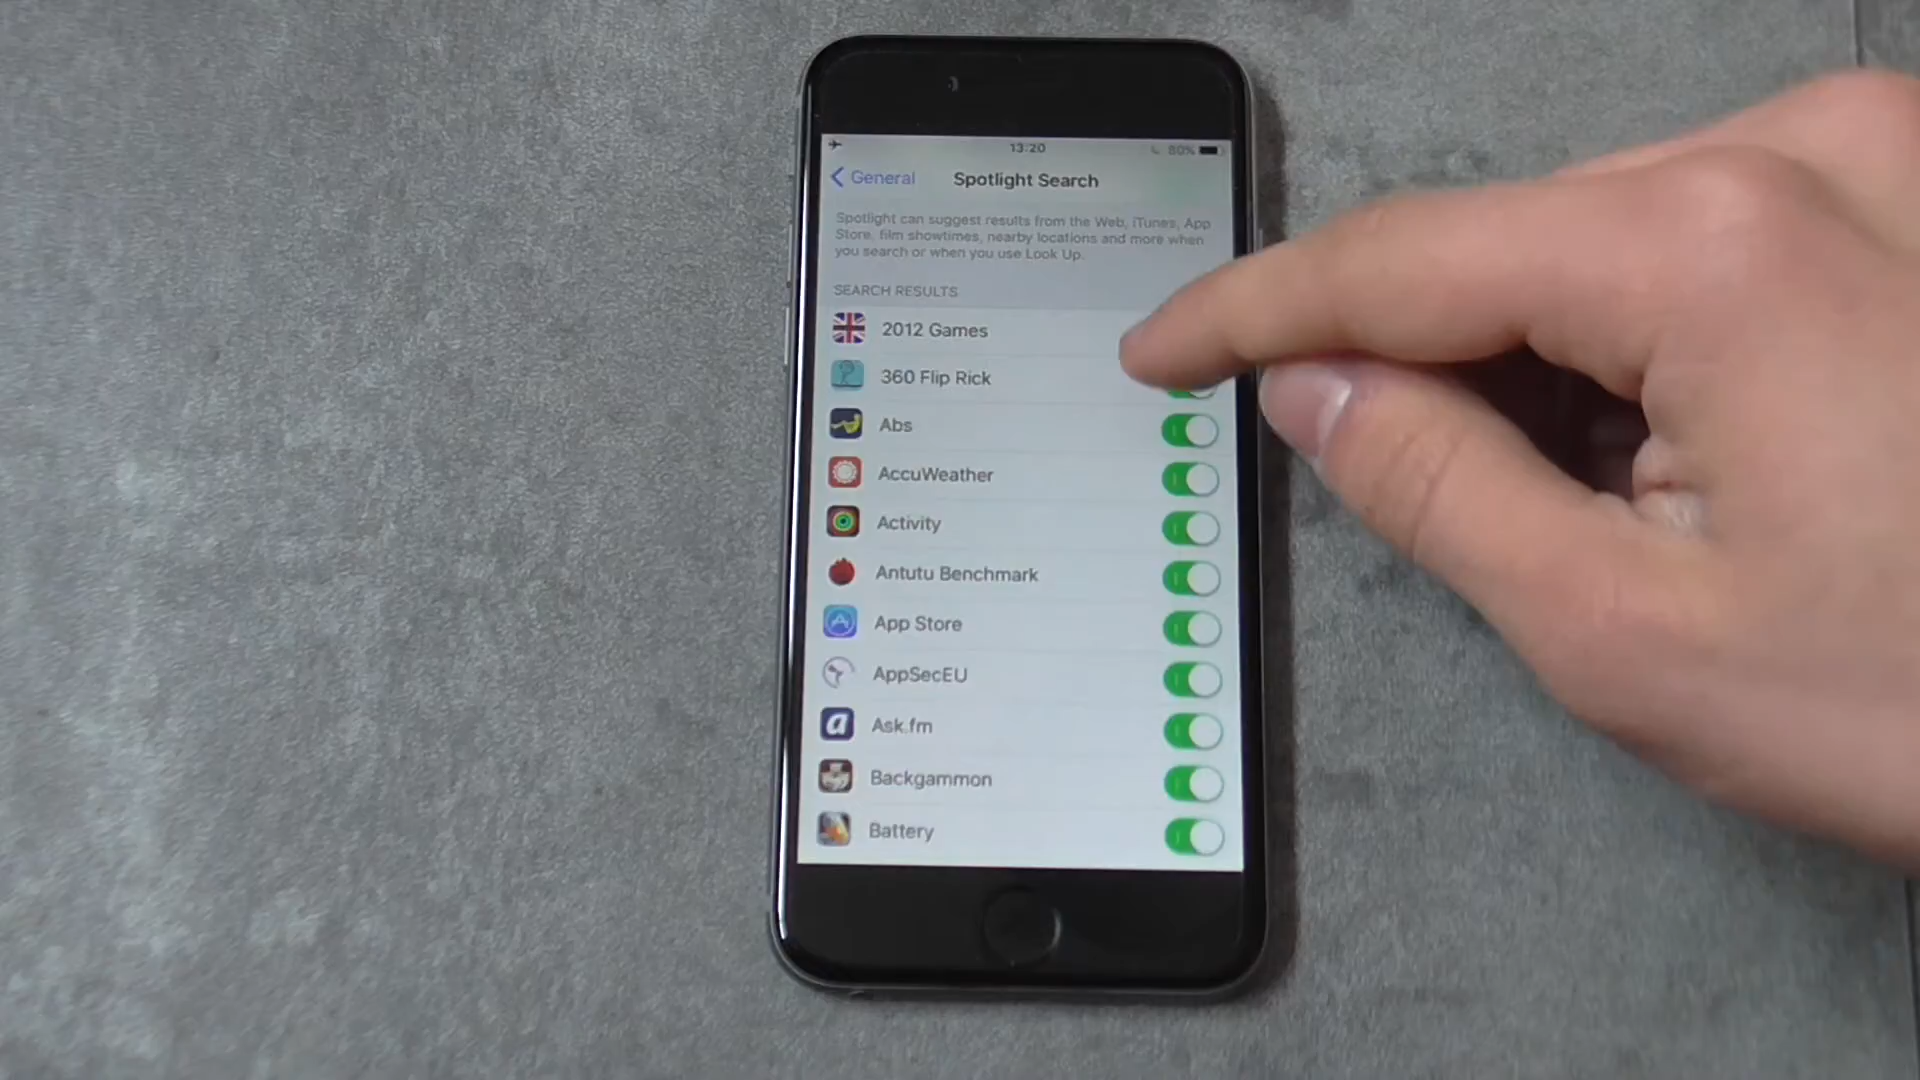 13:20
80%
General
Spotlight Search
Spotlight can suggest results from the Web, iTunes, App
Store, film showtimes, nearby locations and more when
you search or when you use Look Up.
SEARCH RESULTS
2012 Games
360 Flip Rick
Abs
AccuWeather
Activity
Antutu Benchmark
App Store
AppSecEU
Ask.fm
Backgammon
Battery